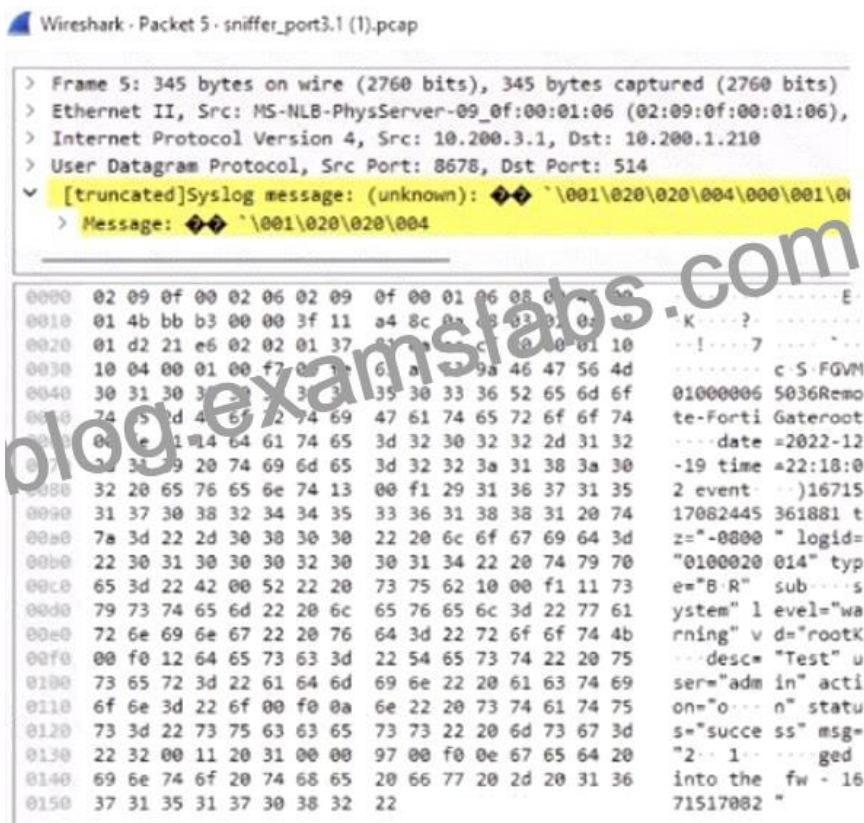 Wireshark · Packet 5 · sniffer_port3.1 (1).pcap
> Frame 5: 345 bytes on wire (2760 bits), 345 bytes captured (2760 bits)
> Ethernet II, Src: MS-NLB-PhysServer-09_0f:00:01:06 (02:09:0f:00:01:06),
> Internet Protocol Version 4, Src: 10.200.3.1, Dst: 10.200.1.210
> User Datagram Protocol, Src Port: 8678, Dst Port: 514
[truncated]Syslog message: (unknown): �� `\001\020\020\004\000\001\0
> Message: �� `\001\020\020\004
0000 02 09 0f 00 02 06 02 09 0f 00 01 06 08 ········ ·······E·
0010 01 4b bb b3 00 00 3f 11 a4 8c ·K····?· ········
0020 01 d2 21 e6 02 02 01 37 01 10 ··!····7 ·····`··
0030 10 04 00 01 00 f7 9a 46 47 56 4d ········ ·c·S·FGVM
0040 30 31 30 35 30 33 36 52 65 6d 6f 01000006 5036Remo
74 69 47 61 74 65 72 6f 6f 74 te-Forti Gateroot
14 64 61 74 65 3d 32 30 32 32 2d 31 32 ····date =2022-12
20 74 69 6d 65 3d 32 32 3a 31 38 3a 30 -19 time =22:18:0
0080 32 20 65 76 65 6e 74 13 00 f1 29 31 36 37 31 35 2 event· ··)16715
0090 31 37 30 38 32 34 34 35 33 36 31 38 38 31 20 74 17082445 361881 t
00a0 7a 3d 22 2d 30 38 30 30 22 20 6c 6f 67 69 64 3d z="-0800 " logid=
00b0 22 30 31 30 30 30 32 30 30 31 34 22 20 74 79 70 "0100020 014" typ
00c0 65 3d 22 42 00 52 22 20 73 75 62 10 00 f1 11 73 e="B·R" sub····s
00d0 79 73 74 65 6d 22 20 6c 65 76 65 6c 3d 22 77 61 ystem" l evel="wa
00e0 72 6e 69 6e 67 22 20 76 64 3d 22 72 6f 6f 74 4b rning" v d="rootK
00f0 00 f0 12 64 65 73 63 3d 22 54 65 73 74 22 20 75 ···desc= "Test" u
0100 73 65 72 3d 22 61 64 6d 69 6e 22 20 61 63 74 69 ser="adm in" acti
0110 6f 6e 3d 22 6f 00 f0 0a 6e 22 20 73 74 61 74 75 on="o··· n" statu
0120 73 3d 22 73 75 63 63 65 73 73 22 20 6d 73 67 3d s="succe ss" msg=
0130 22 32 00 11 20 31 00 00 97 00 f0 0e 67 65 64 20 "2·· 1·· ····ged
0140 69 6e 74 6f 20 74 68 65 20 66 77 20 2d 20 31 36 into the fw - 16
0150 37 31 35 31 37 30 38 32 22 71517082 "
blog.examslabs.com